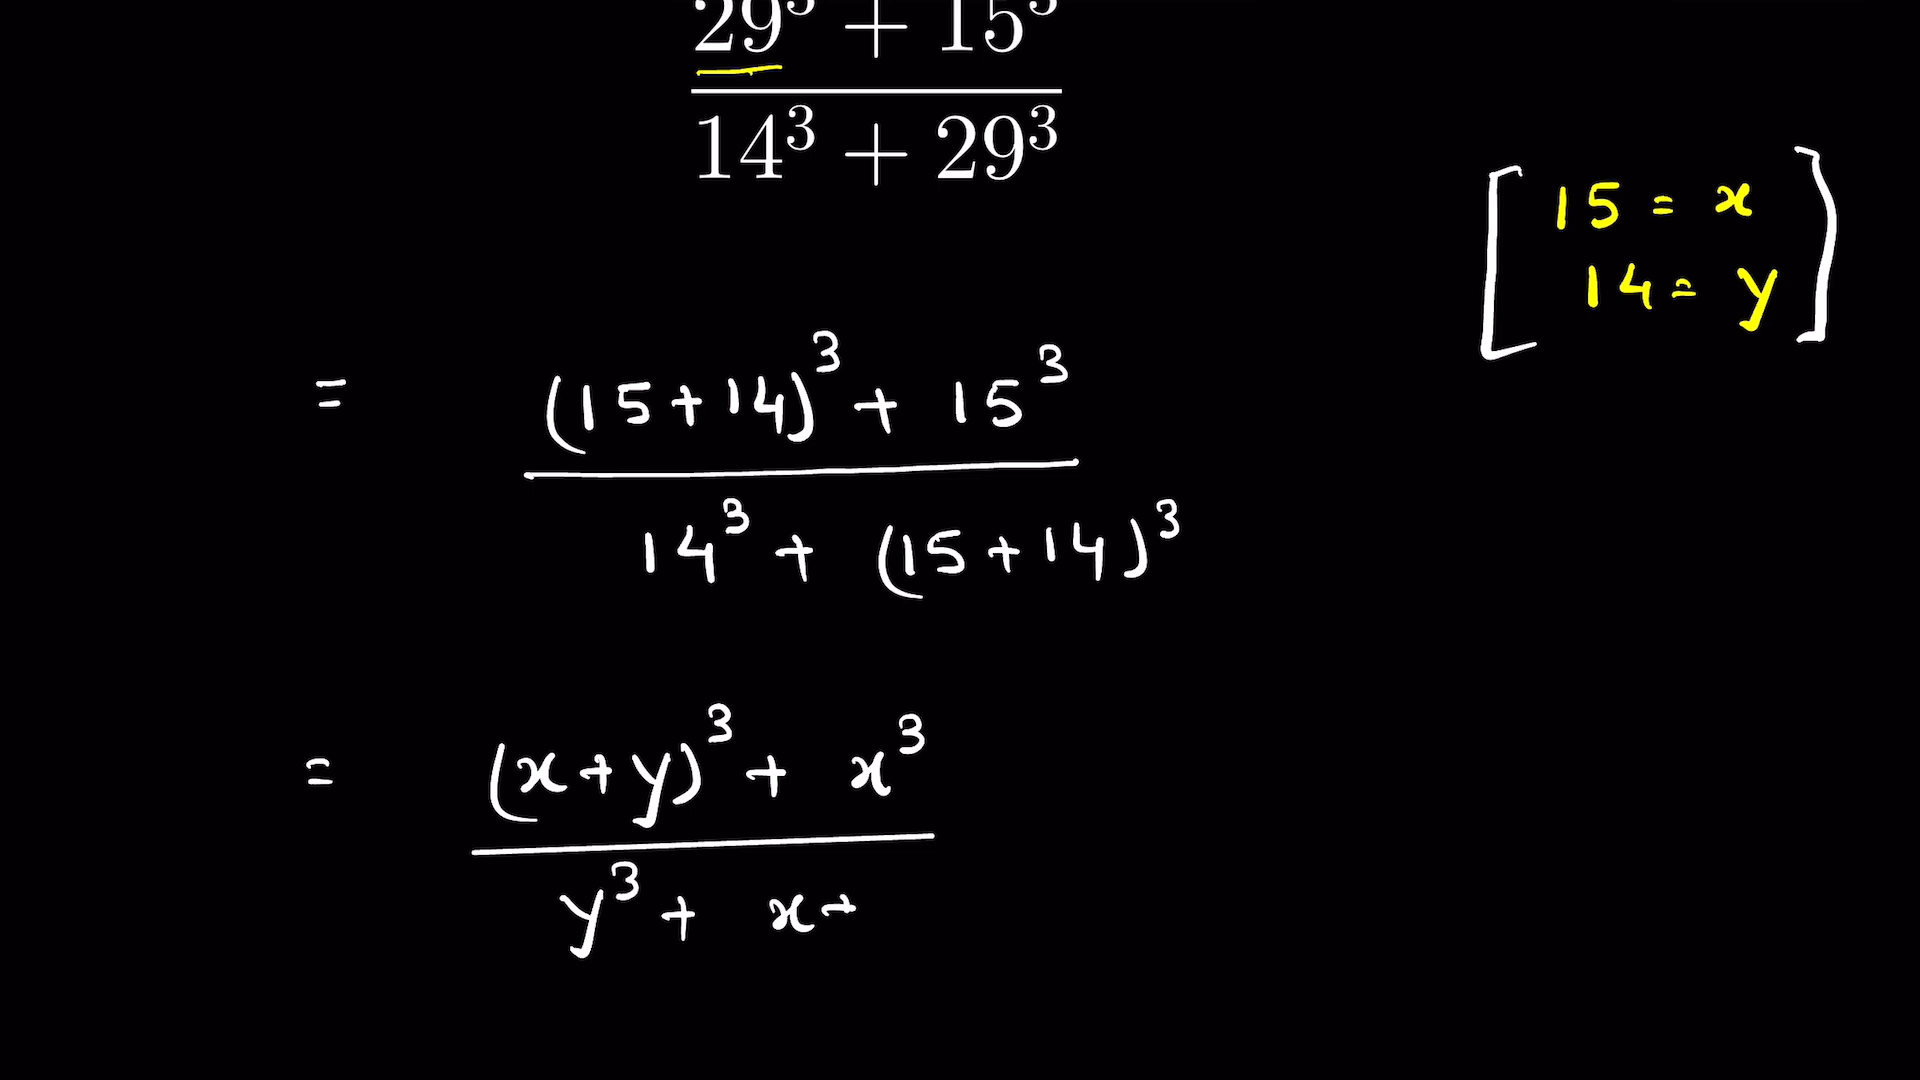 29³ + 15³
14³ + 29³
15 = x
14 = y
= (15+14)³ + 15³
14³ + (15+14)³
= (x+y)³ + x³
y³ + x+